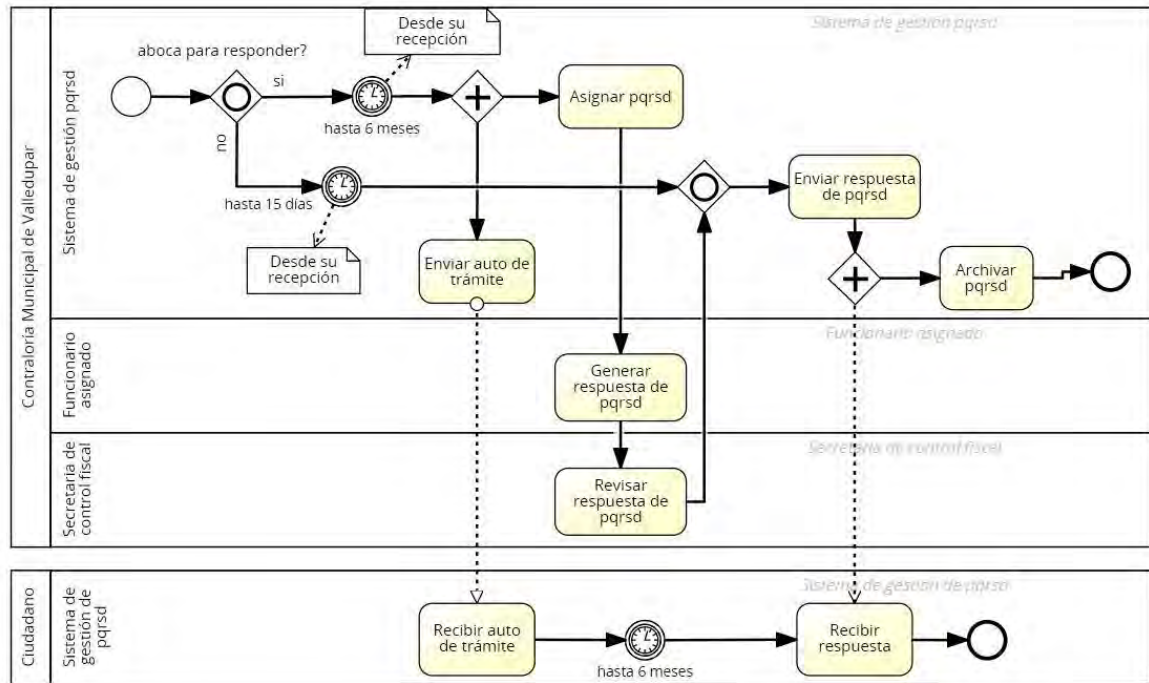 Contraloría Municipal de Valledupar
Sistema de gestión pqrsd
Sistema de gestión pqrsd
aboca para responder?
Desde su
recepción
si
hasta 6 meses
Asignar pqrsd
no
hasta 15 días
Desde su
recepción
Enviar auto de
trámite
Enviar respuesta
de pqrsd
Archivar
pqrsd
Funcionario
asignado
Funcionario asignado
Generar
respuesta de
pqrsd
Secretaria de
control fiscal
Secretaria de control fiscal
Revisar
respuesta de
pqrsd
Ciudadano
Sistema de
gestión de
pqrsd
Sistema de gestión de pqrsd
Recibir auto
de trámite
hasta 6 meses
Recibir
respuesta